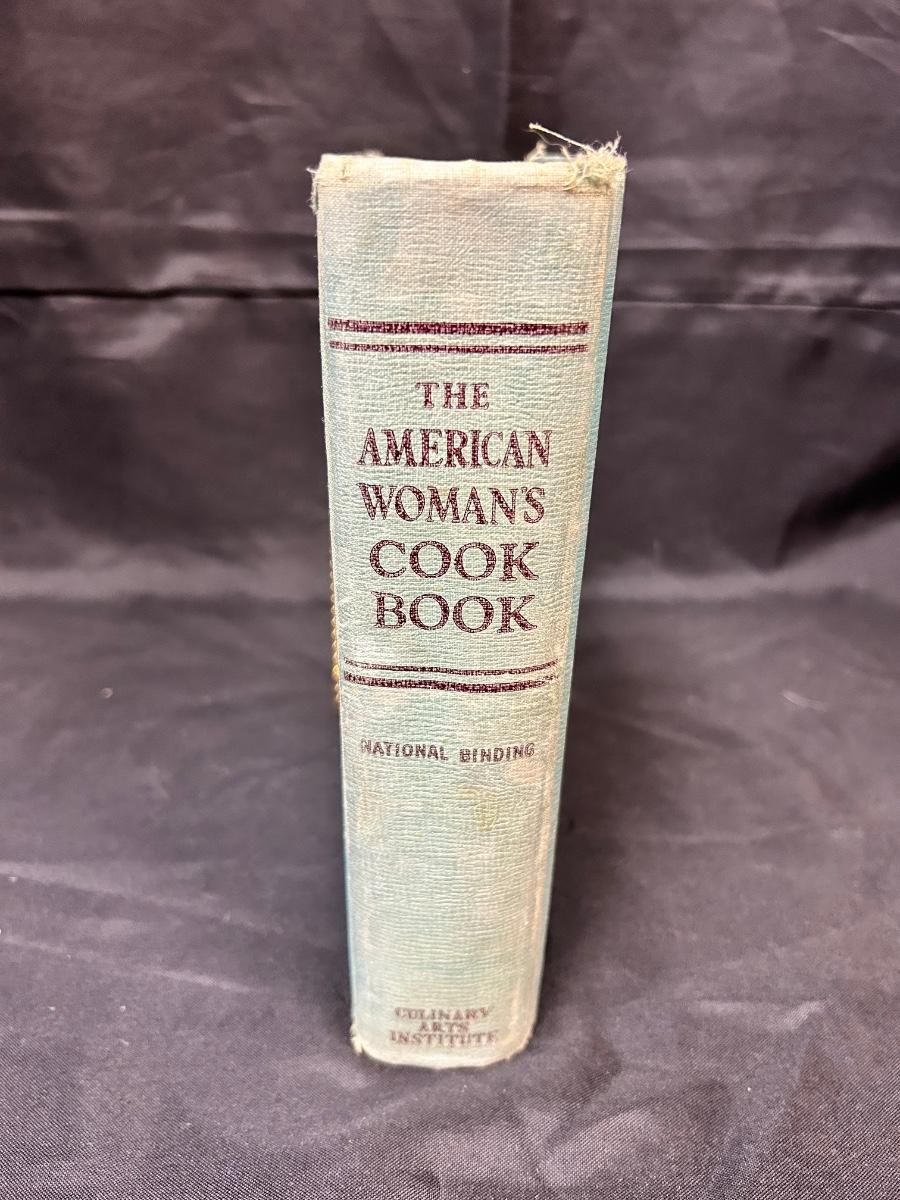 THE
AMERICAN
WOMAN'S
COOK
BOOK
NATIONAL BINDING
CULINARY
ARTS
INSTITUTE